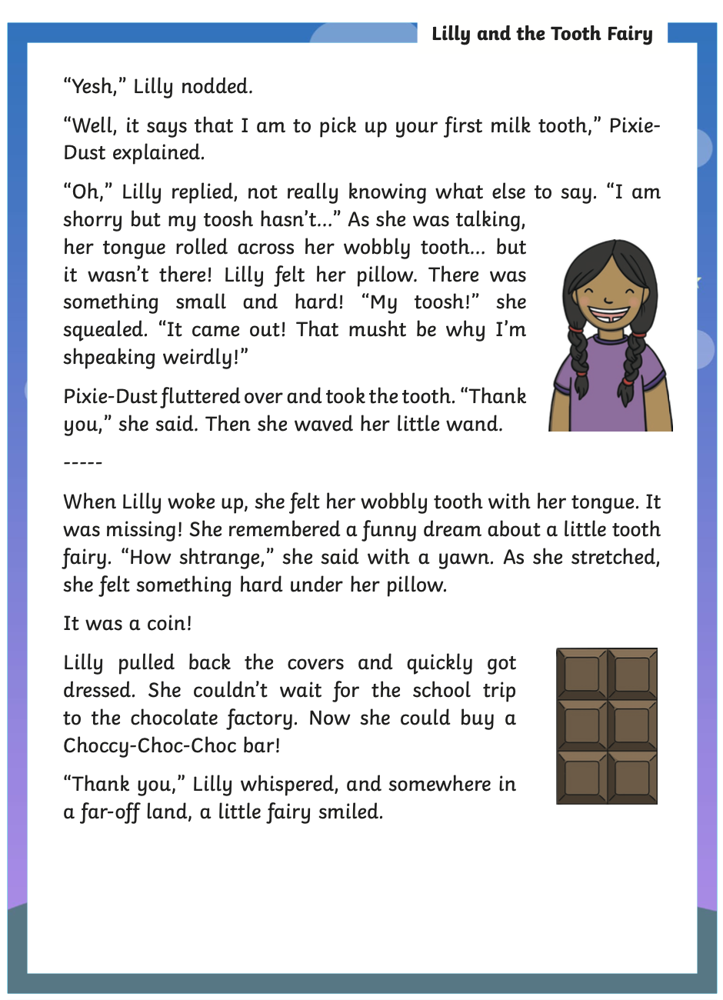 Lilly and the Tooth Fairy
“Yesh,” Lilly nodded.
“Well, it says that I am to pick up your first milk tooth,” Pixie-
Dust explained.
“Oh,” Lilly replied, not really knowing what else to say. “I am
shorry but my toosh hasn’t...” As she was talking,
her tongue rolled across her wobbly tooth... but
it wasn’t there! Lilly felt her pillow. There was
something small and hard! “My toosh!” she
squealed. “It came out! That musht be why I’m
shpeaking weirdly!”
Pixie-Dust fluttered over and took the tooth. “Thank
you,” she said. Then she waved her little wand.
-----
When Lilly woke up, she felt her wobbly tooth with her tongue. It
was missing! She remembered a funny dream about a little tooth
fairy. “How shtrange,” she said with a yawn. As she stretched,
she felt something hard under her pillow.
It was a coin!
Lilly pulled back the covers and quickly got
dressed. She couldn’t wait for the school trip
to the chocolate factory. Now she could buy a
Choccy-Choc-Choc bar!
“Thank you,” Lilly whispered, and somewhere in
a far-off land, a little fairy smiled.